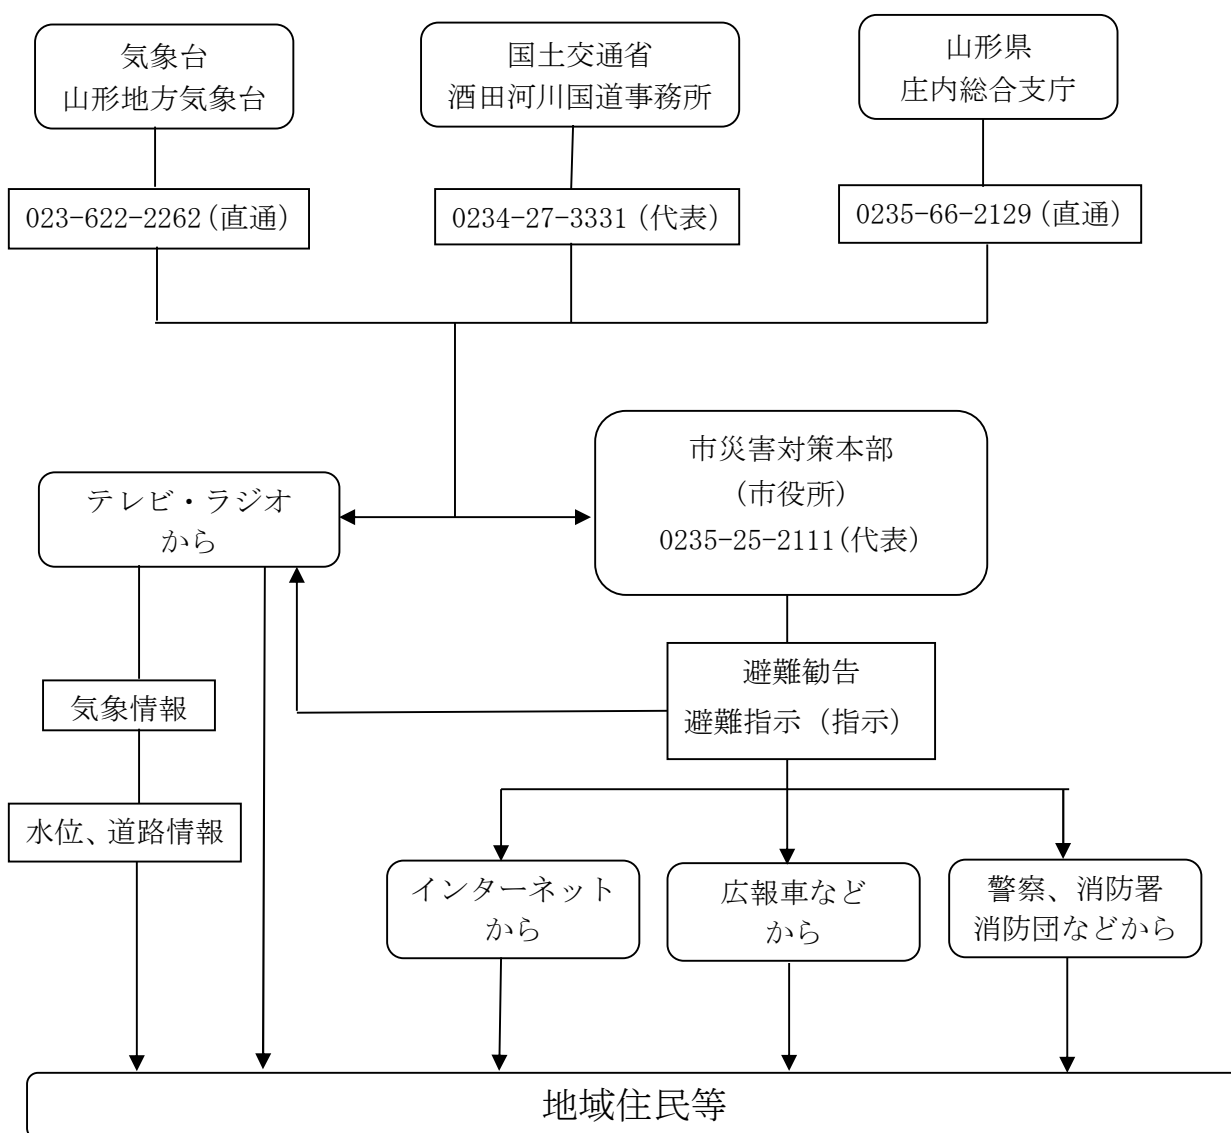 気象台
山形地方気象台
国土交通省
酒田河川国道事務所
山形県
庄内総合支庁
023-622-2262(直通)
0234-27-3331(代表)
0235-66-2129(直通)
市災害対策本部
(市役所)
0235-25-2111(代表)
テレビ・ラジオ
から
避難勧告
避難指示(指示)
気象情報
水位、道路情報
インターネット
から
広報車など
から
警察、消防署
消防団などから
地域住民等